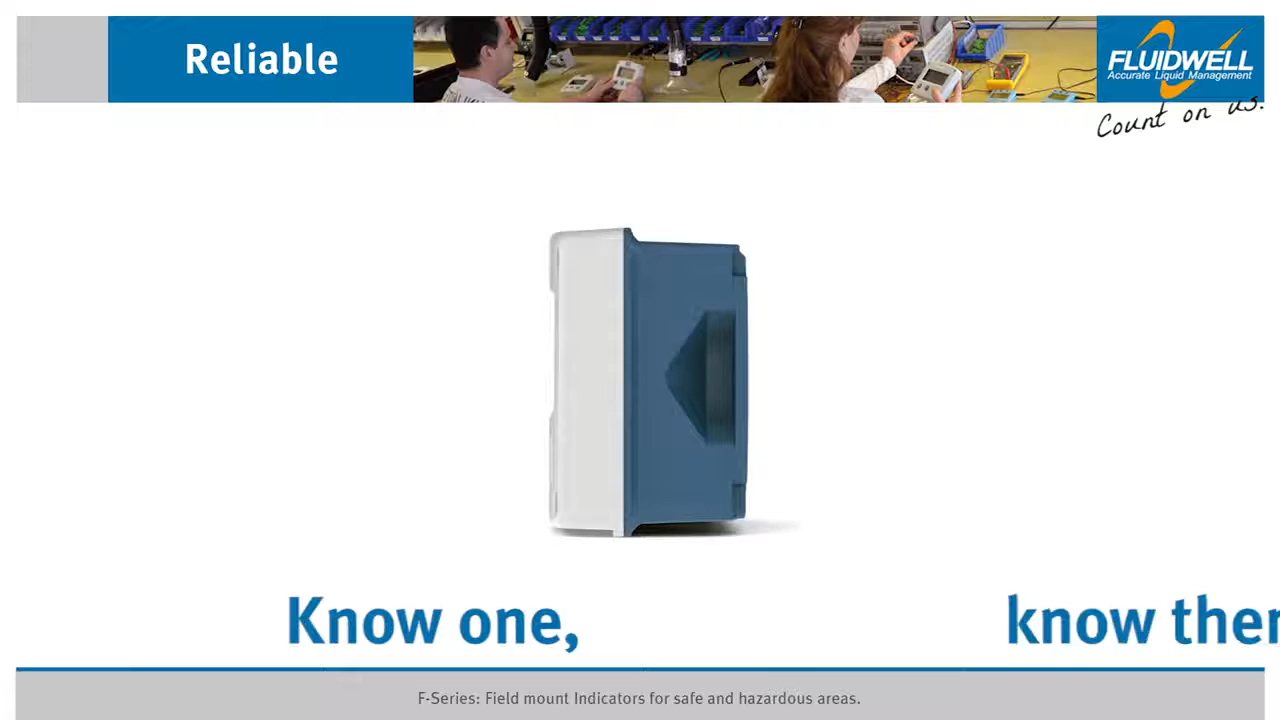 Reliable
FLUIDWELL
Accurate Liquid Management
Count on us.
Know one,
know
F-Series: Field mount Indicators for safe and hazardous areas.